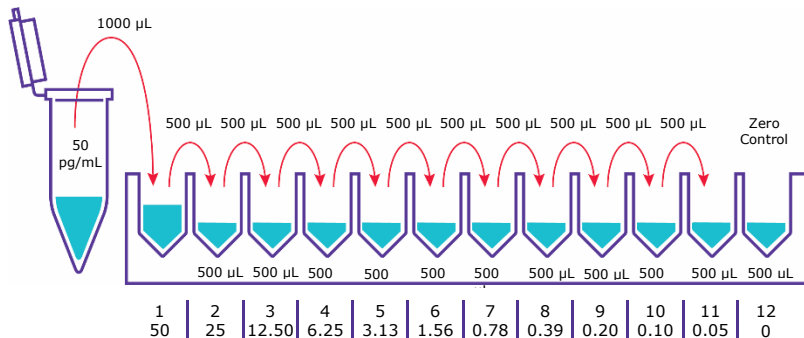 1000 µL
50
pg/mL
500 µL 500 µL 500 µL 500 µL 500 µL 500 µL 500 µL 500 µL 500 µL 500 µL
Zero
Control
500 µL 500 µL 500 500 500 500 500 µL 500 µL 500 500 µL 500 µL
1 2 3 4 5 6 7 8 9 10 11 12
50 25 12.50 6.25 3.13 1.56 0.78 0.39 0.20 0.10 0.05 0